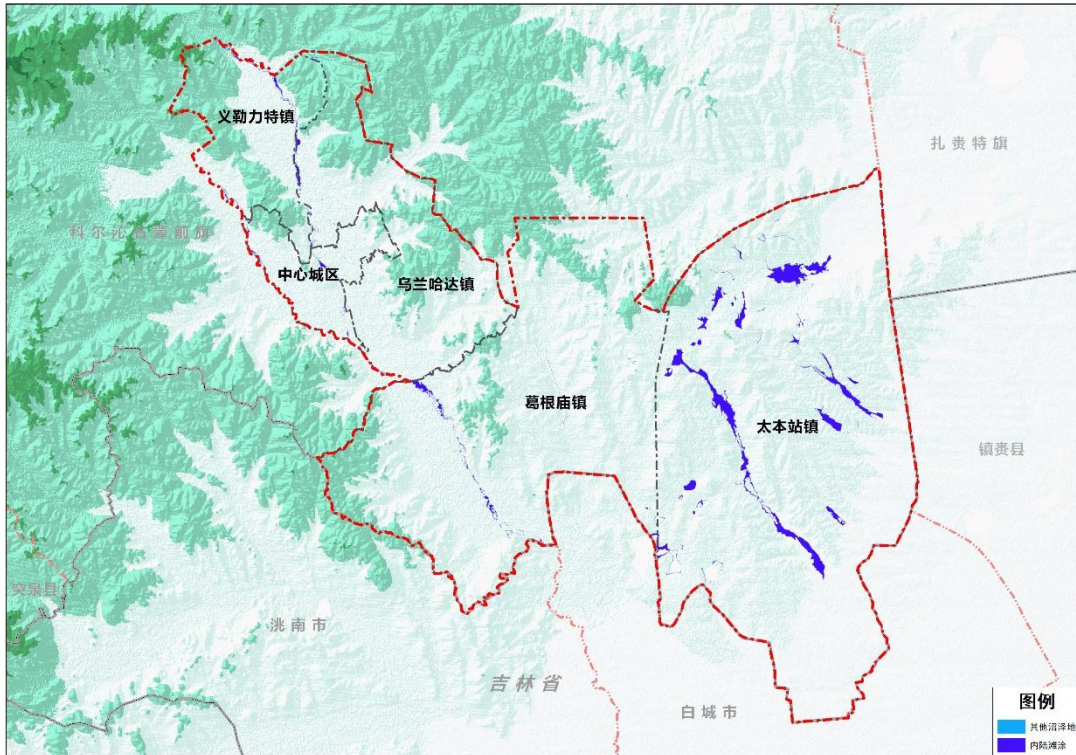 义勒力特镇
扎赉特旗
科尔沁右翼前旗
中心城区
乌兰哈达镇
葛根庙镇
太本站镇
镇赉县
突泉县
洮南市
吉林省
白城市
图例
其他沼泽地
内陆滩涂